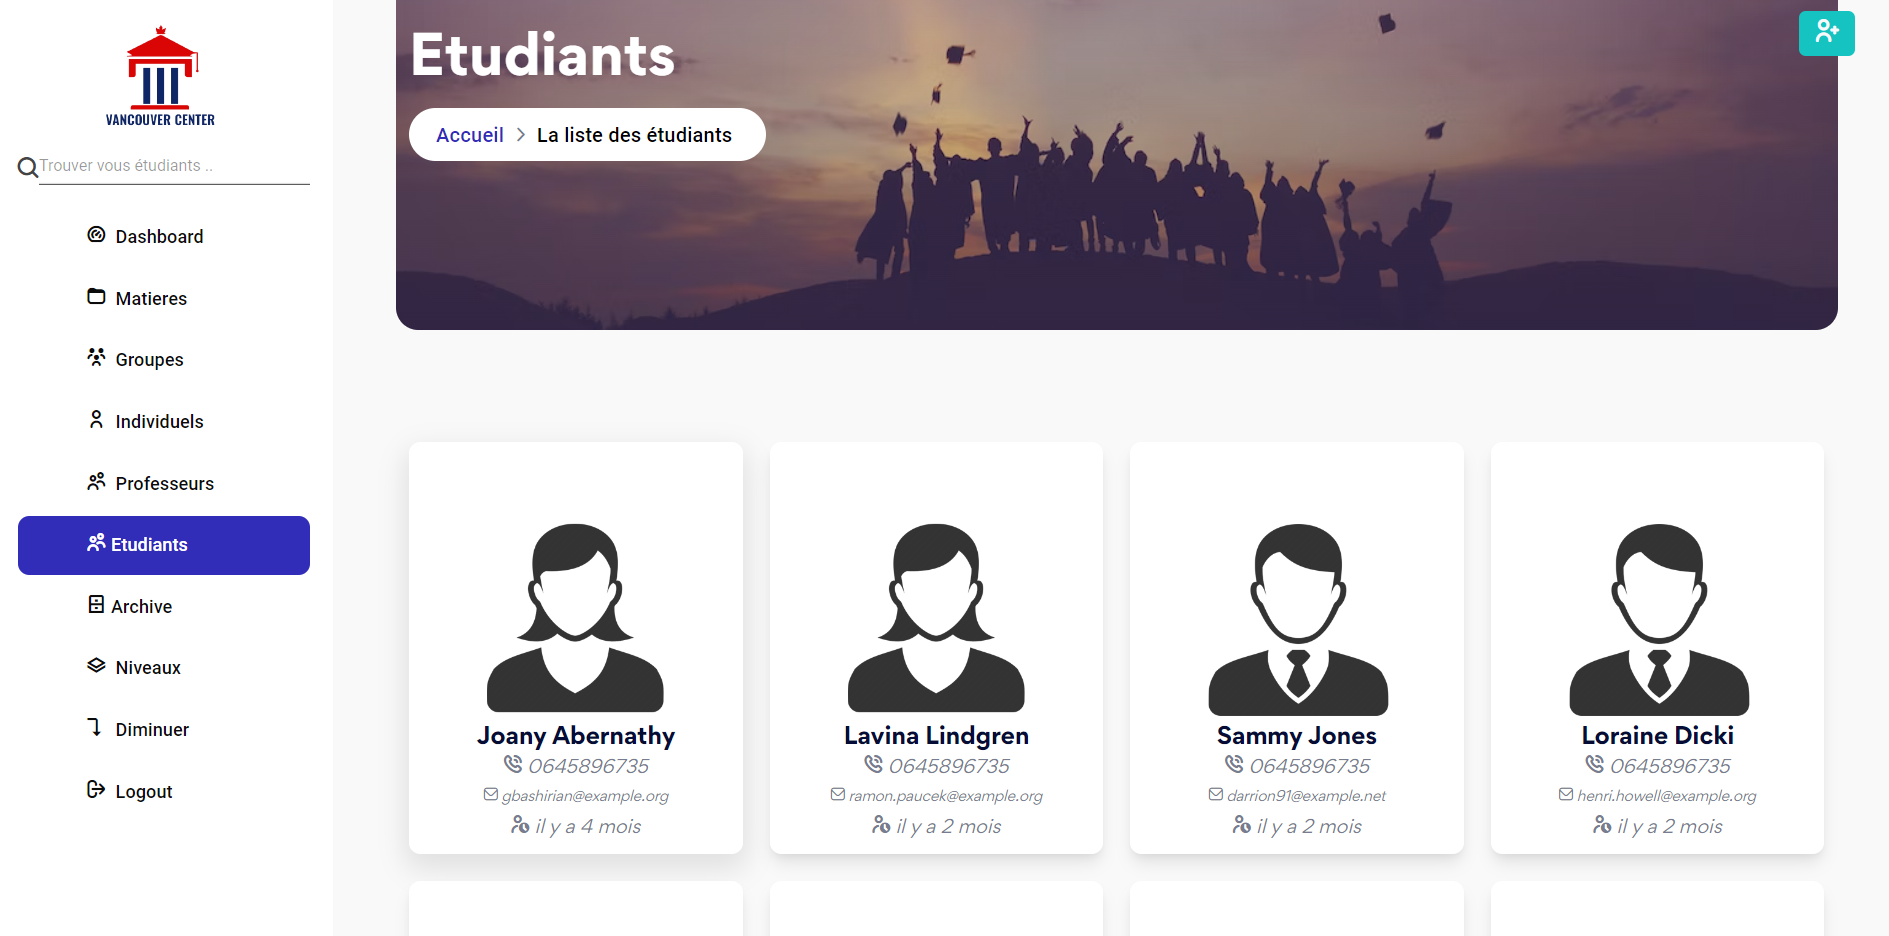 VANCOUVER CENTER
Trouver vous étudiants ..
Dashboard
Matieres
Groupes
Individuels
Professeurs
Etudiants
Archive
Niveaux
Diminuer
Logout
Etudiants
Accueil > La liste des étudiants
Joany Abernathy
0645896735
gbashirian@example.org
il y a 4 mois
Lavina Lindgren
0645896735
ramon.paucek@example.org
il y a 2 mois
Sammy Jones
0645896735
darrion91@example.net
il y a 2 mois
Loraine Dicki
0645896735
henri.howell@example.org
il y a 2 mois